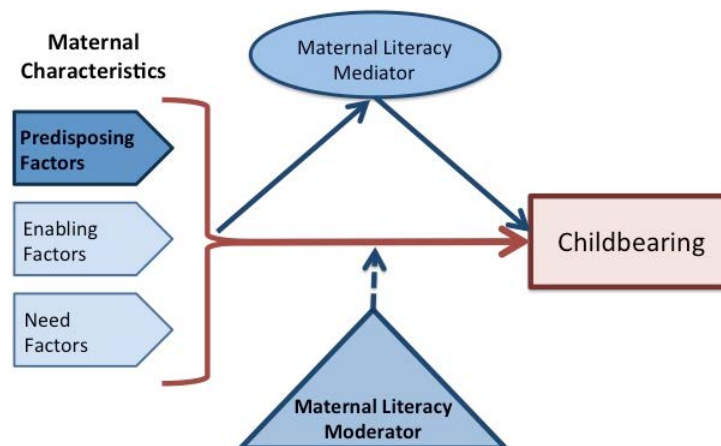 Maternal
Characteristics
Maternal Literacy
Mediator
Predisposing
Factors
Enabling
Factors
Childbearing
Need
Factors
Maternal Literacy
Moderator